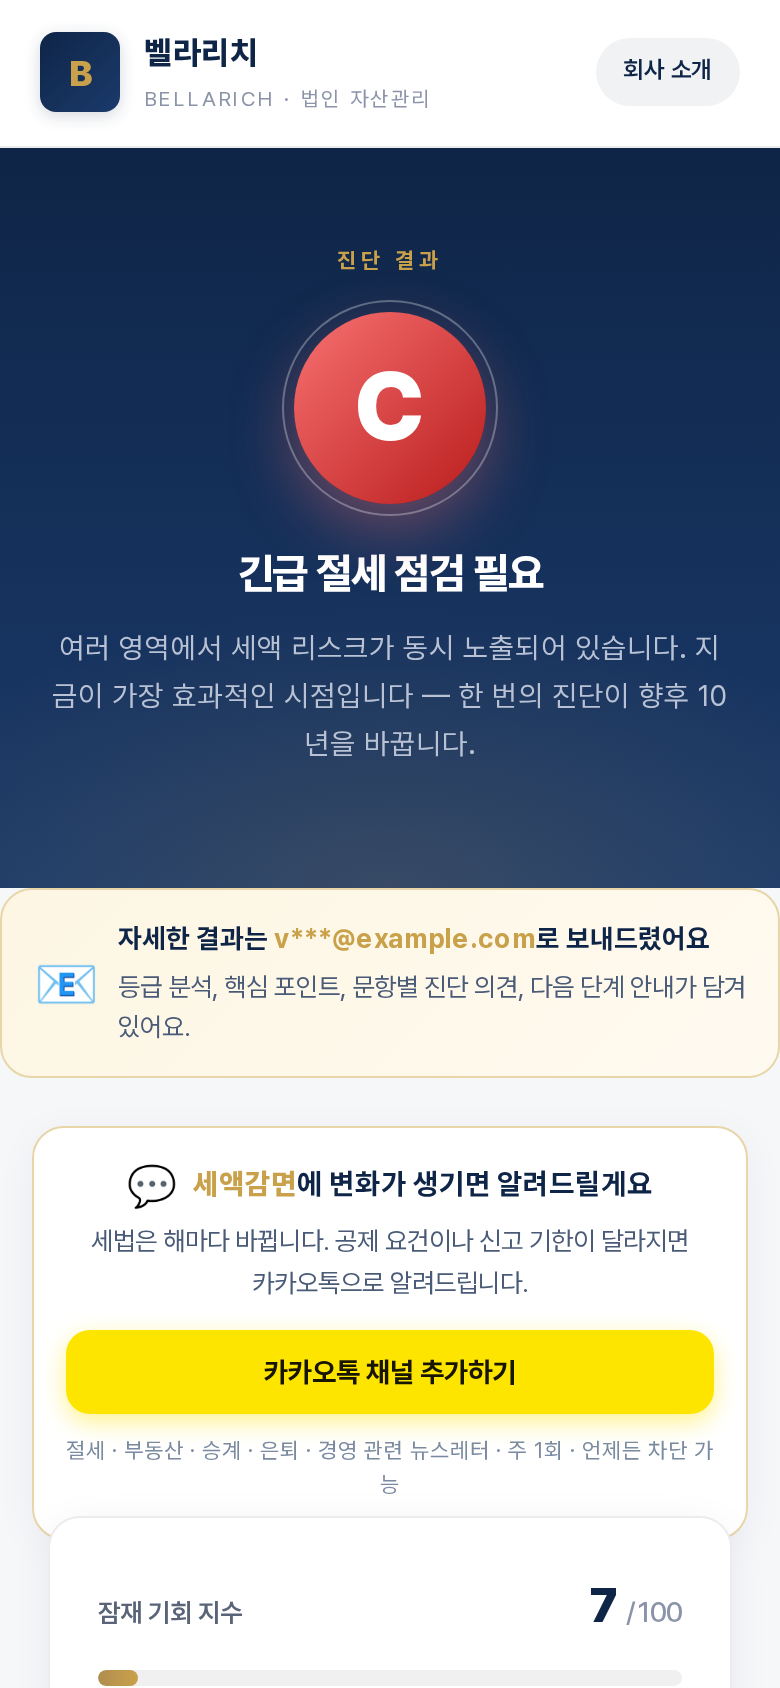 B
벨라리치
BELLARICH · 법인 자산관리
회사 소개
진단 결과
C
긴급 절세 점검 필요
여러 영역에서 세액 리스크가 동시 노출되어 있습니다. 지
금이 가장 효과적인 시점입니다 — 한 번의 진단이 향후 10
년을 바꿉니다.
자세한 결과는 v***@example.com로 보내드렸어요
등급 분석, 핵심 포인트, 문항별 진단 의견, 다음 단계 안내가 담겨
있어요.
세액감면에 변화가 생기면 알려드릴게요
세법은 해마다 바뀝니다. 공제 요건이나 신고 기한이 달라지면
카카오톡으로 알려드립니다.
카카오톡 채널 추가하기
절세 · 부동산 · 승계 · 은퇴 · 경영 관련 뉴스레터 · 주 1회 · 언제든 차단 가
능
잠재 기회 지수
7 /100